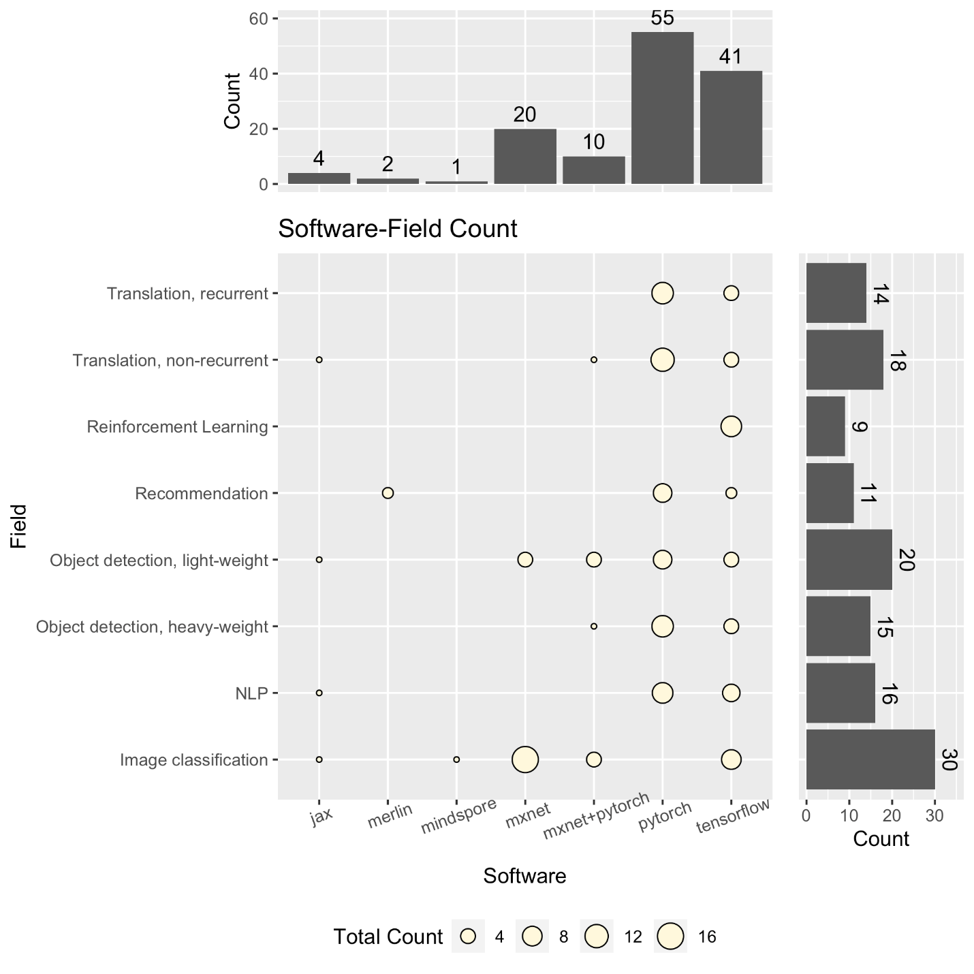 60
40
20
0
Count
4
2
1
20
10
55
41
Software-Field Count
Field
Translation, recurrent
Translation, non-recurrent
Reinforcement Learning
Recommendation
Object detection, light-weight
Object detection, heavy-weight
NLP
Image classification
14
18
9
11
20
15
16
30
jax
merlin
mindspore
mxnet
mxnet+pytorch
pytorch
tensorflow
0 10 20 30
Count
Software
Total Count 4 8 12 16